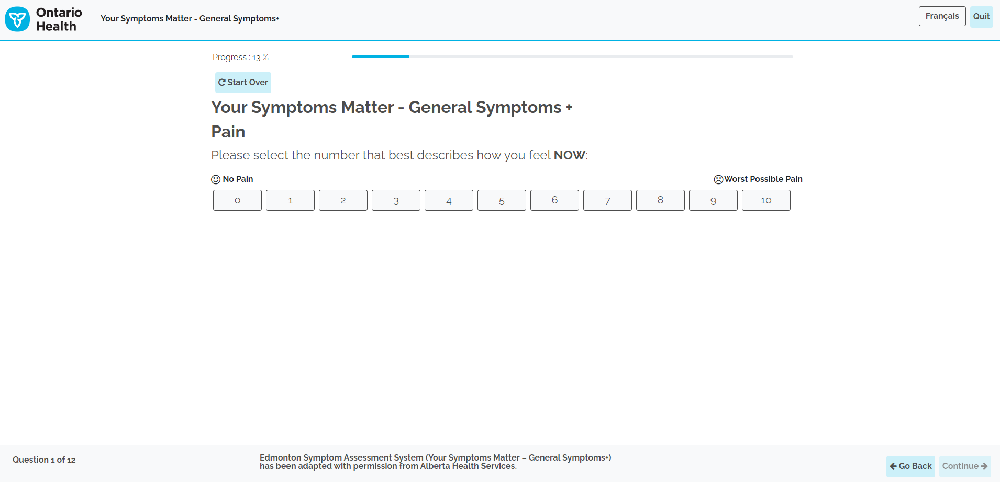 Ontario
Health
Your Symptoms Matter - General Symptoms+
Français
Quit
Progress : 13 %
Start Over
Your Symptoms Matter - General Symptoms +
Pain
Please select the number that best describes how you feel NOW:
No Pain
Worst Possible Pain
0 1 2 3 4 5 6 7 8 9 10
Question 1 of 12
Edmonton Symptom Assessment System (Your Symptoms Matter – General Symptoms+)
has been adapted with permission from Alberta Health Services.
Go Back
Continue